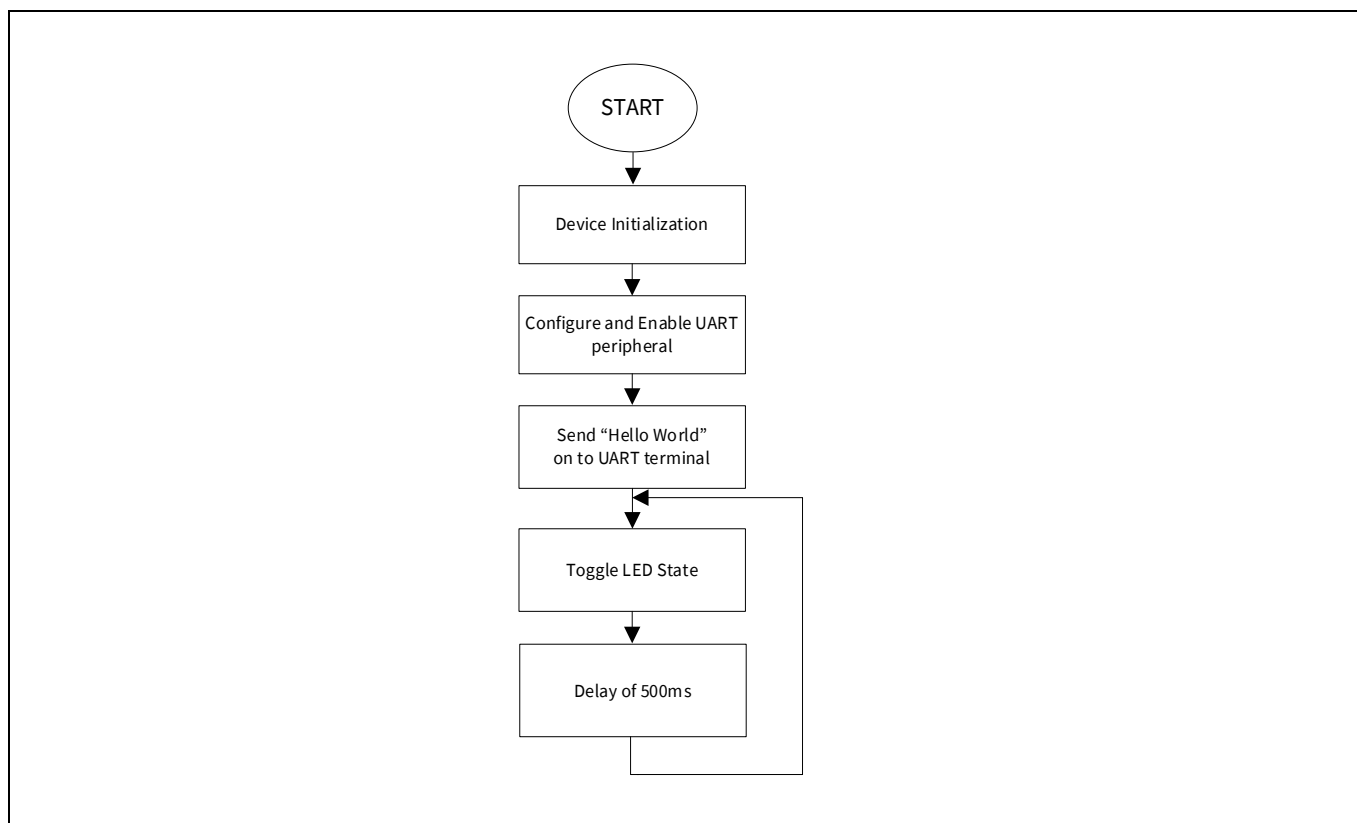 START
Device Initialization
Configure and Enable UART
peripheral
Send “Hello World”
on to UART terminal
Toggle LED State
Delay of 500ms